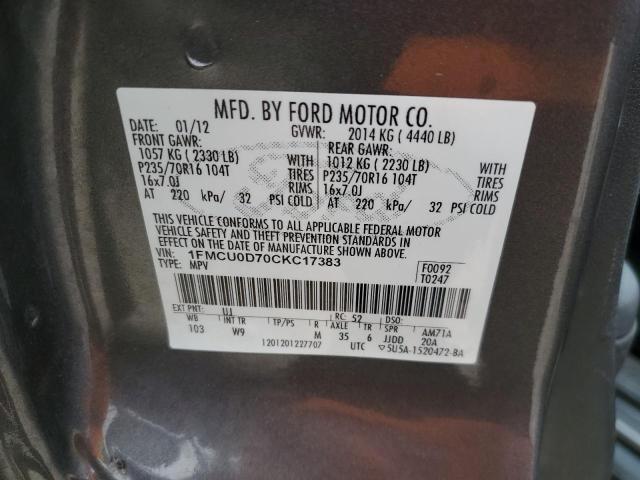 MFD. BY FORD MOTOR CO.
DATE: 01/12 GVWR: 2014 KG ( 4440 LB)
FRONT GAWR: REAR GAWR:
1057 KG ( 2330 LB) WITH 1012 KG ( 2230 LB) WITH
P235/70R16 104T TIRES P235/70R16 104T TIRES
16x7.0J RIMS 16x7.0J RIMS
AT 220 kPa/ 32 PSI COLD AT 220 kPa/ 32 PSI COLD
THIS VEHICLE CONFORMS TO ALL APPLICABLE FEDERAL MOTOR
VEHICLE SAFETY AND THEFT PREVENTION STANDARDS IN
EFFECT ON THE DATE OF MANUFACTURE SHOWN ABOVE.
VIN: 1FMCU0D70CKC17383 F0092
TYPE: MPV T0247
EXT PNT: UJ RC: 52 DSO:
WB INT TR TP/PS R AXLE TR SPR AM71A
103 W9 M 35 6 JJDD 20A
1201201227707 UTC 5U5A-1520472-BA